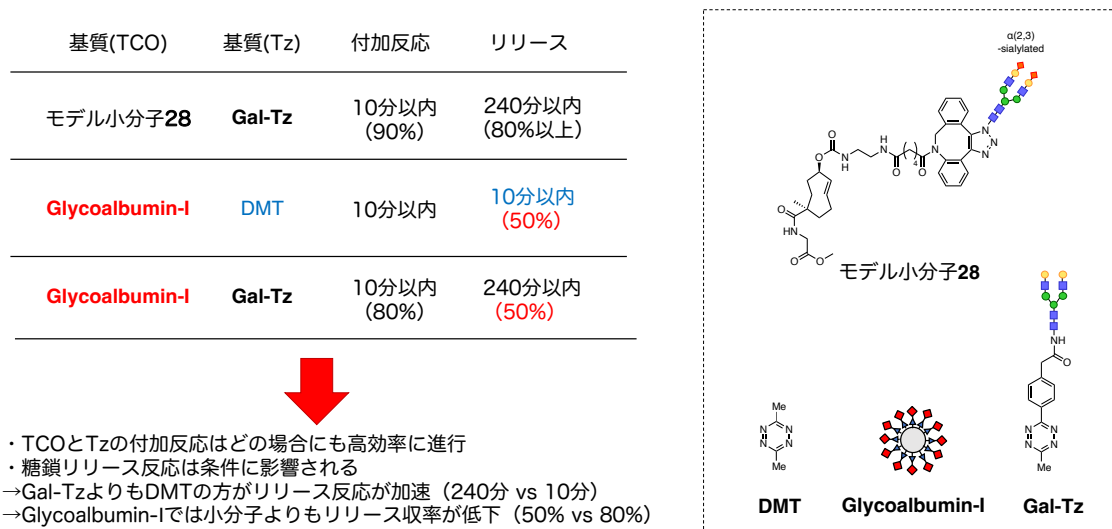 基質(TCO) 基質(Tz) 付加反応 リリース
モデル小分子28 Gal-Tz 10分以内 240分以内
(90%) (80%以上)
Glycoalbumin-I DMT 10分以内 10分以内
(50%)
Glycoalbumin-I Gal-Tz 10分以内 240分以内
(80%) (50%)
・TCOとTzの付加反応はどの場合にも高効率に進行
・糖鎖リリース反応は条件に影響される
→Gal-TzよりもDMTの方がリリース反応が加速（240分 vs 10分）
→Glycoalbumin-Iでは小分子よりもリリース収率が低下（50% vs 80%）
α(2,3)
-sialylated
N
N
N
N
O
O
N
H
H
N
O
4
O
O
HN
O
O
モデル小分子28
NH
O
Me
N N
N N
Me
DMT
Glycoalbumin-I
N N
N N
Me
Gal-Tz